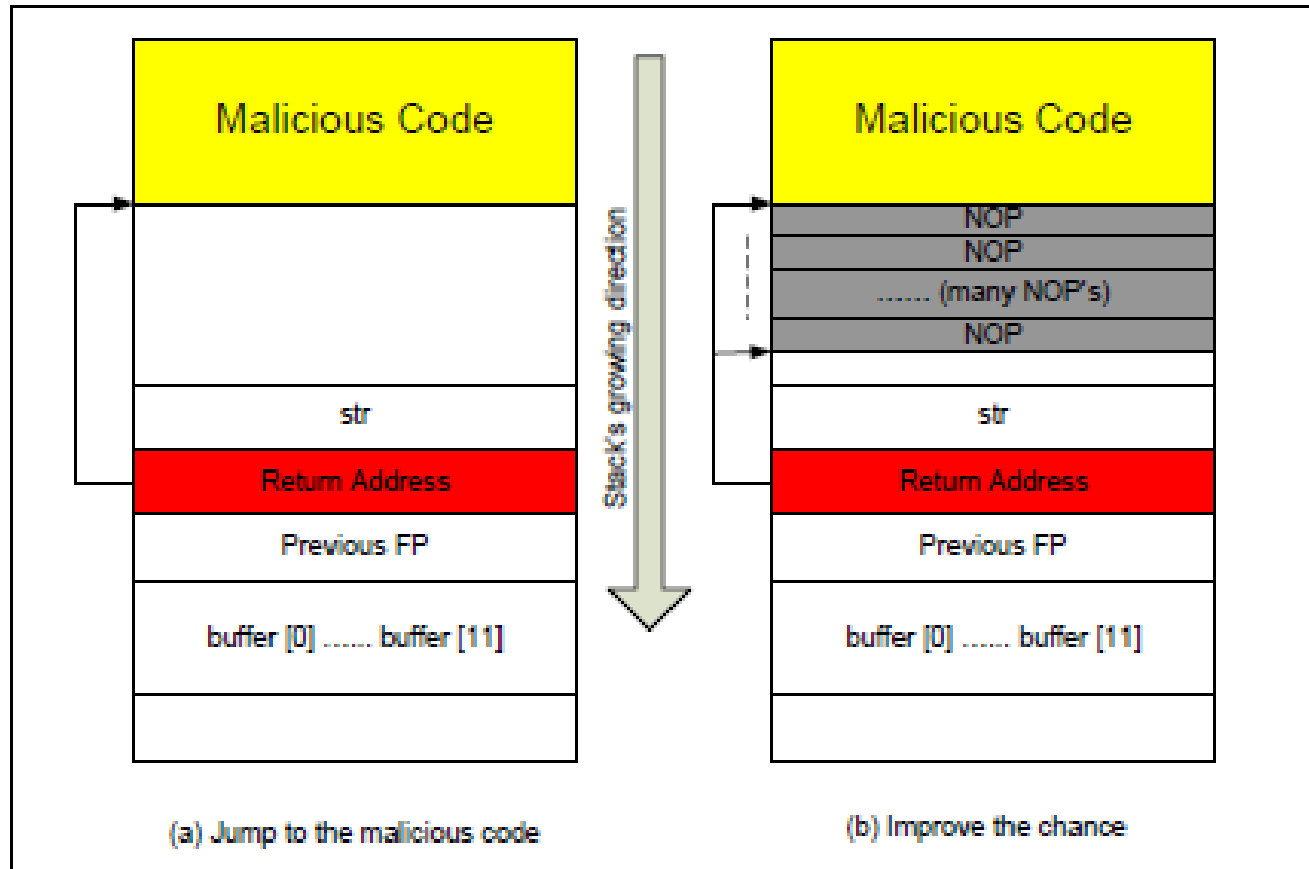 Malicious Code
str
Return Address
Previous FP
buffer [0] ...... buffer [11]
(a) Jump to the malicious code
Stack's growing direction
Malicious Code
NOP
NOP
...... (many NOP's)
NOP
str
Return Address
Previous FP
buffer [0] ...... buffer [11]
(b) Improve the chance